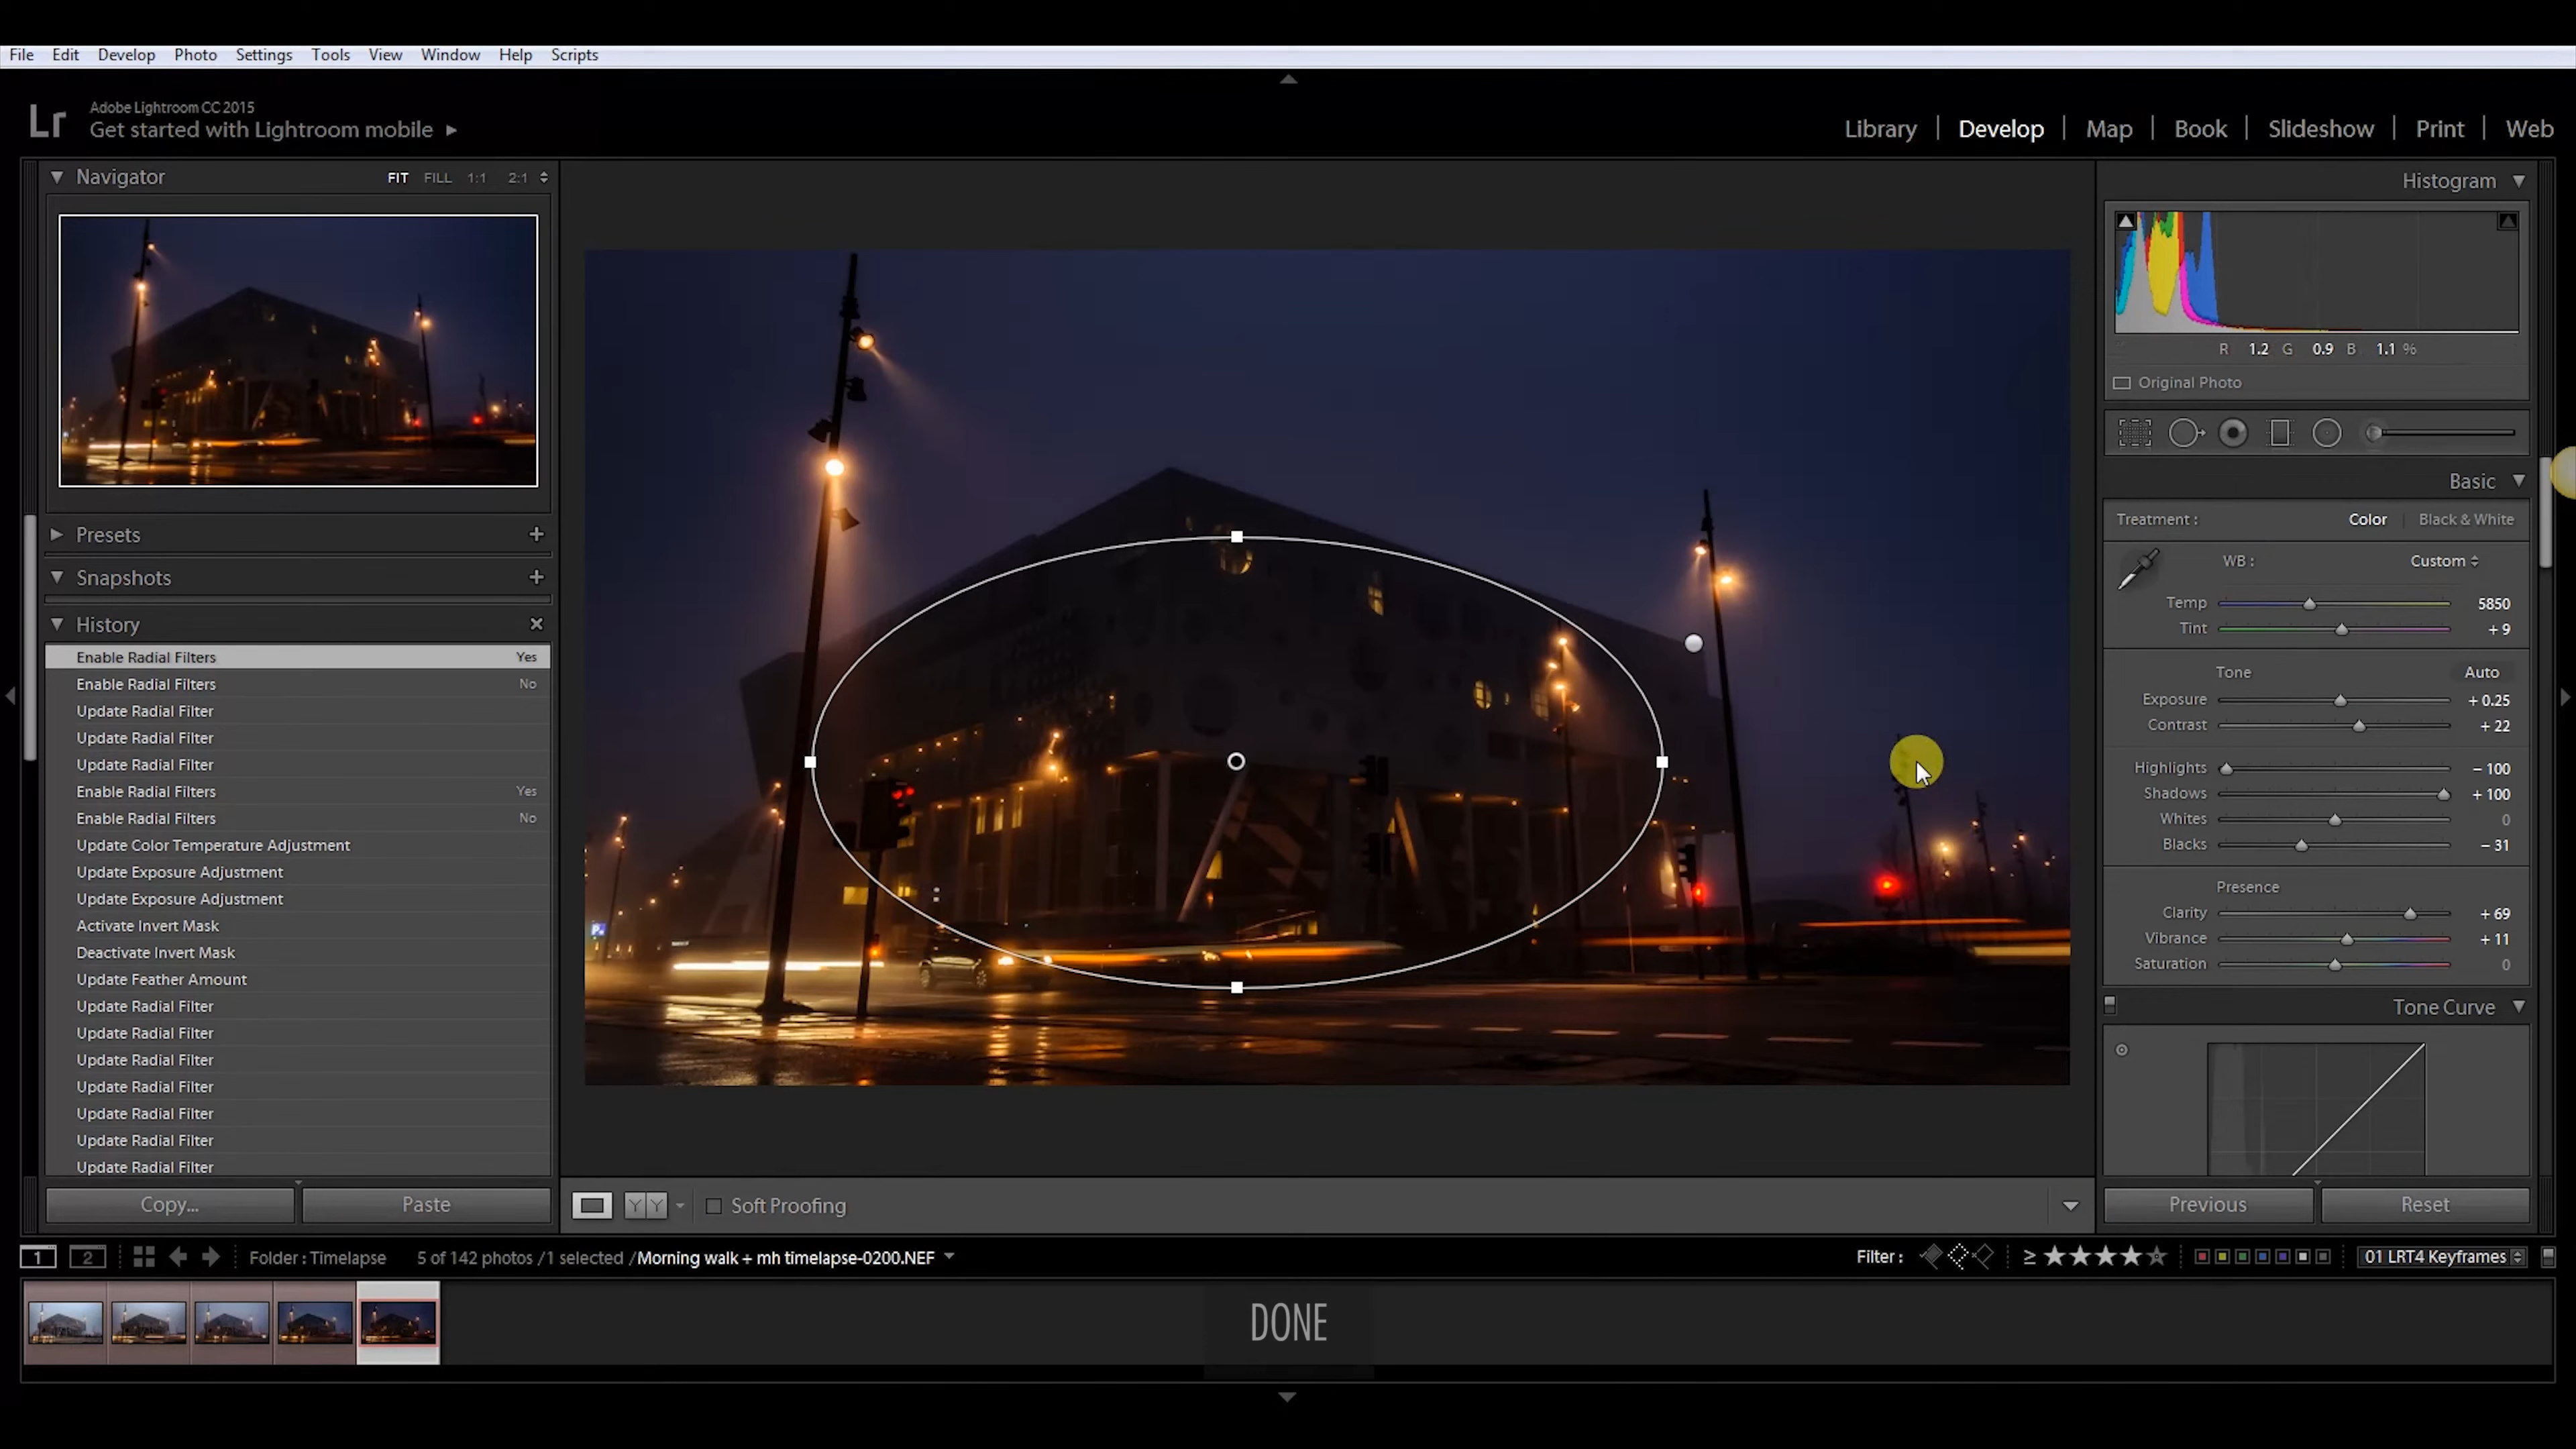 File Edit Develop Photo Settings Tools View Window Help Scripts
Lr
Adobe Lightroom CC 2015
Get started with Lightroom mobile
Library | Develop | Map | Book | Slideshow | Print | Web
Navigator FIT FILL 1:1 2:1
Presets +
Snapshots +
History ×
Enable Radial Filters Yes
Enable Radial Filters No
Update Radial Filter
Update Radial Filter
Update Radial Filter
Enable Radial Filters Yes
Enable Radial Filters No
Update Color Temperature Adjustment
Update Exposure Adjustment
Update Exposure Adjustment
Activate Invert Mask
Deactivate Invert Mask
Update Feather Amount
Update Radial Filter
Update Radial Filter
Update Radial Filter
Update Radial Filter
Update Radial Filter
Update Radial Filter
Update Radial Filter
Copy... Paste
P
YY Soft Proofing
Histogram
R 1.2 G 0.9 B 1.1 %
Original Photo
Basic
Treatment : Color | Black & White
WB : Custom
Temp 5850
Tint + 9
Tone Auto
Exposure + 0.25
Contrast + 22
Highlights − 100
Shadows + 100
Whites 0
Blacks − 31
Presence
Clarity + 69
Vibrance + 11
Saturation 0
Tone Curve
Previous Reset
1 2 Folder : Timelapse 5 of 142 photos /1 selected /Morning walk + mh timelapse-0200.NEF
Filter : ≥ ★★★★★ 01 LRT4 Keyframes
DONE